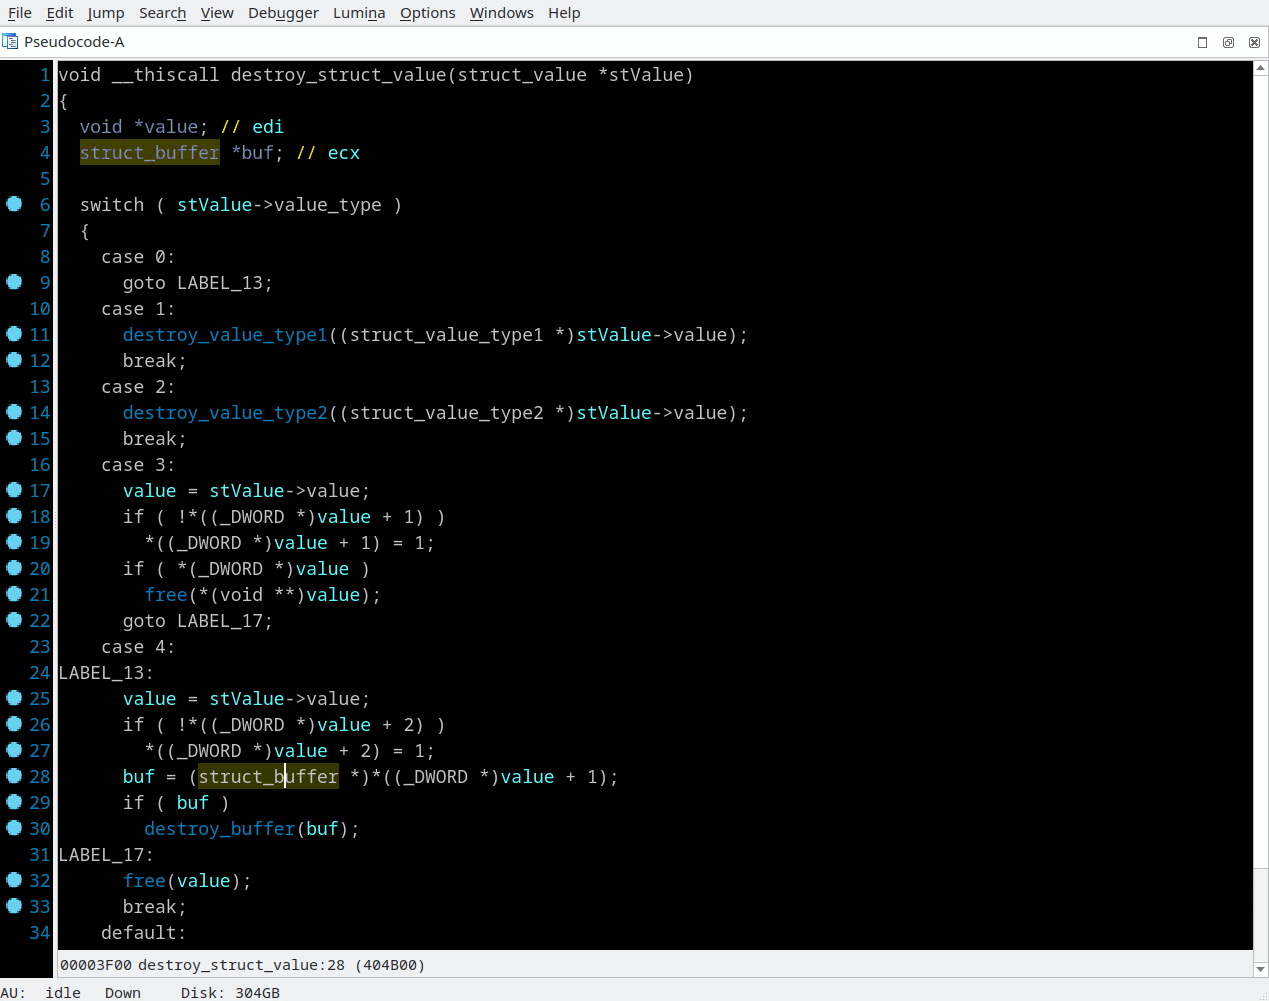 File Edit Jump Search View Debugger Lumina Options Windows Help
Pseudocode-A
1 void __thiscall destroy_struct_value(struct_value *stValue)
2 {
3 void *value; // edi
4 struct_buffer *buf; // ecx
5
6 switch ( stValue->value_type )
7 {
8 case 0:
9 goto LABEL_13;
10 case 1:
11 destroy_value_type1((struct_value_type1 *)stValue->value);
12 break;
13 case 2:
14 destroy_value_type2((struct_value_type2 *)stValue->value);
15 break;
16 case 3:
17 value = stValue->value;
18 if ( !*((_DWORD *)value + 1) )
19 *((_DWORD *)value + 1) = 1;
20 if ( *(_DWORD *)value )
21 free(*(void **)value);
22 goto LABEL_17;
23 case 4:
24 LABEL_13:
25 value = stValue->value;
26 if ( !*((_DWORD *)value + 2) )
27 *((_DWORD *)value + 2) = 1;
28 buf = (struct_buffer *)*((_DWORD *)value + 1);
29 if ( buf )
30 destroy_buffer(buf);
31 LABEL_17:
32 free(value);
33 break;
34 default:
00003F00 destroy_struct_value:28 (404B00)
AU: idle Down Disk: 304GB